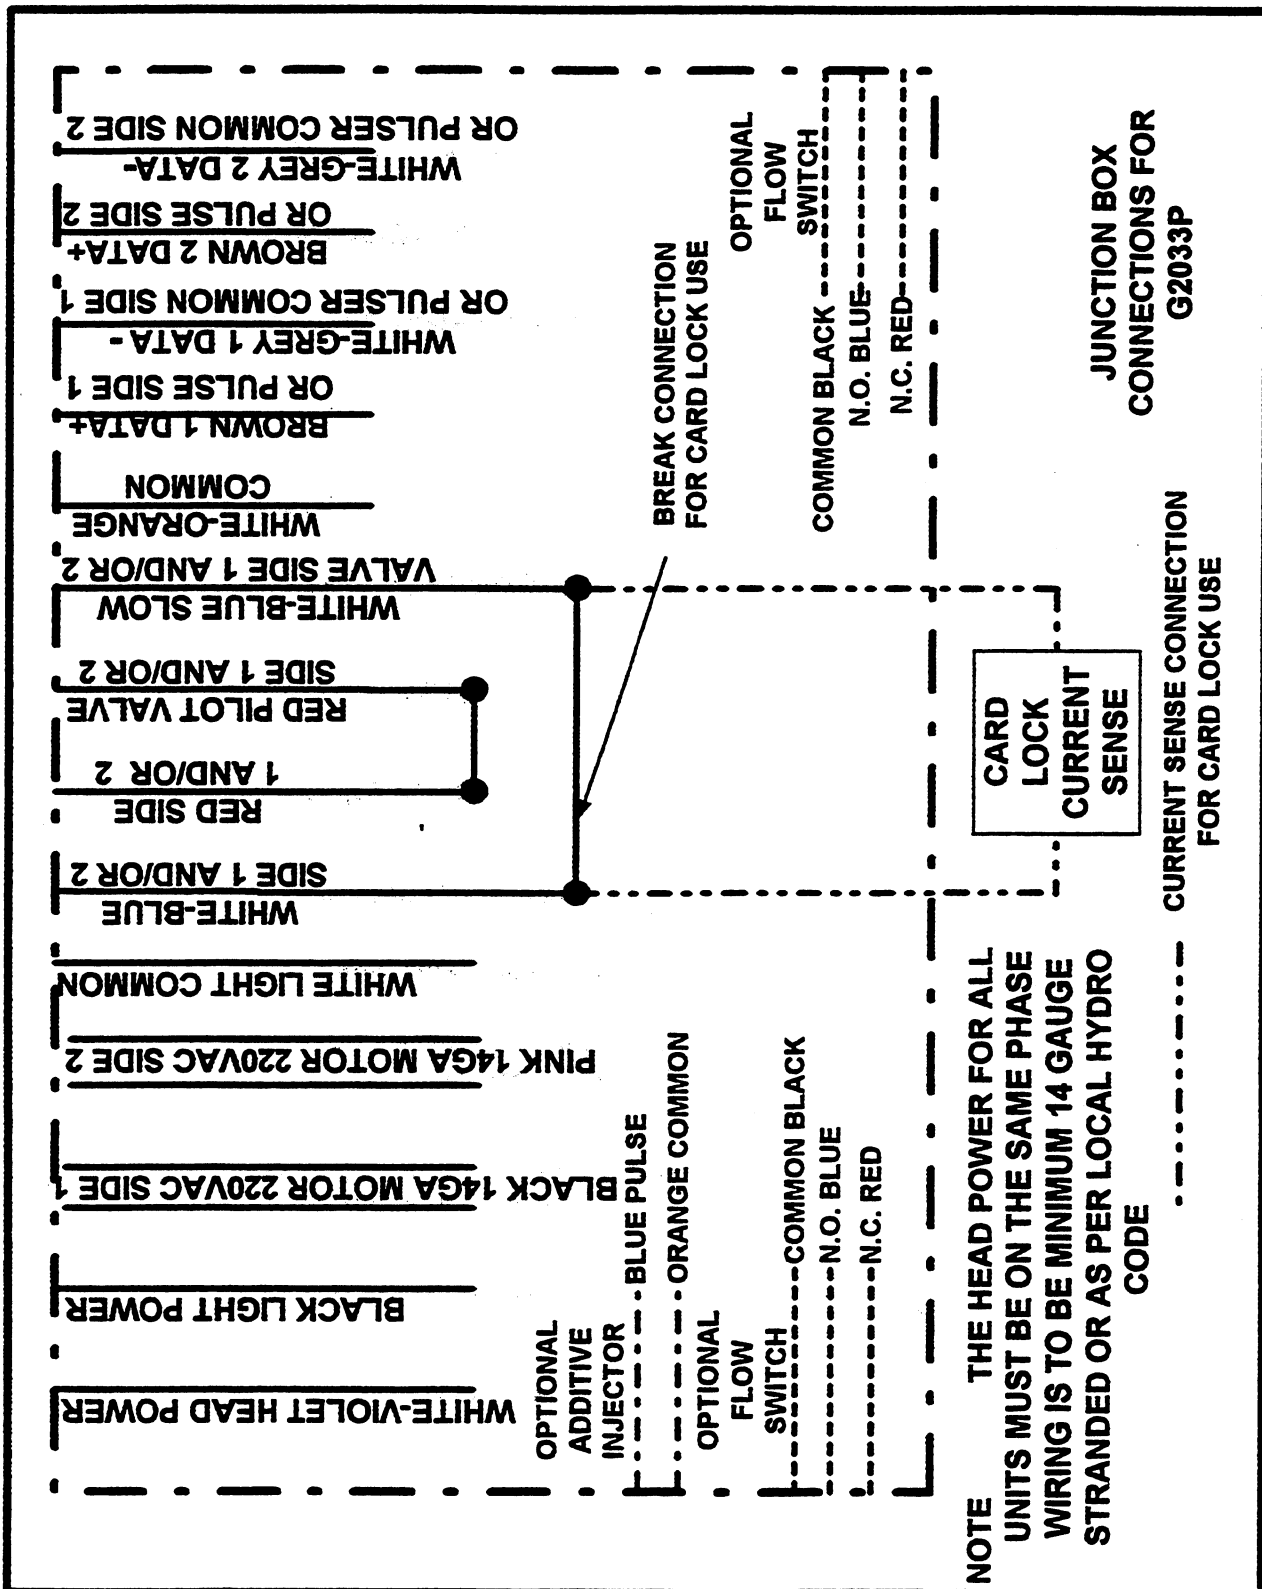 WHITE-VIOLET HEAD POWER
BLACK LIGHT POWER
BLACK 14GA MOTOR 220VAC SIDE 1
PINK 14GA MOTOR 220VAC SIDE 2
WHITE LIGHT COMMON
WHITE-BLUE
SIDE 1 AND/OR 2
RED SIDE
1 AND/OR 2
RED PILOT VALVE
SIDE 1 AND/OR 2
WHITE-BLUE SLOW
VALVE SIDE 1 AND/OR 2
WHITE-ORANGE
COMMON
BROWN 1 DATA+
OR PULSE SIDE 1
WHITE-GREY 1 DATA -
OR PULSER COMMON SIDE 1
BROWN 2 DATA+
OR PULSE SIDE 2
WHITE-GREY 2 DATA-
OR PULSER COMMON SIDE 2
OPTIONAL
ADDITIVE
INJECTOR
BLUE PULSE
ORANGE COMMON
OPTIONAL
FLOW
SWITCH
COMMON BLACK
N.O. BLUE
N.C. RED
BREAK CONNECTION
FOR CARD LOCK USE
OPTIONAL
FLOW
SWITCH
COMMON BLACK
N.O. BLUE
N.C. RED
CARD
LOCK
CURRENT
SENSE
JUNCTION BOX
CONNECTIONS FOR
G2033P
NOTE THE HEAD POWER FOR ALL
UNITS MUST BE ON THE SAME PHASE
WIRING IS TO BE MINIMUM 14 GAUGE
STRANDED OR AS PER LOCAL HYDRO
CODE
CURRENT SENSE CONNECTION
FOR CARD LOCK USE